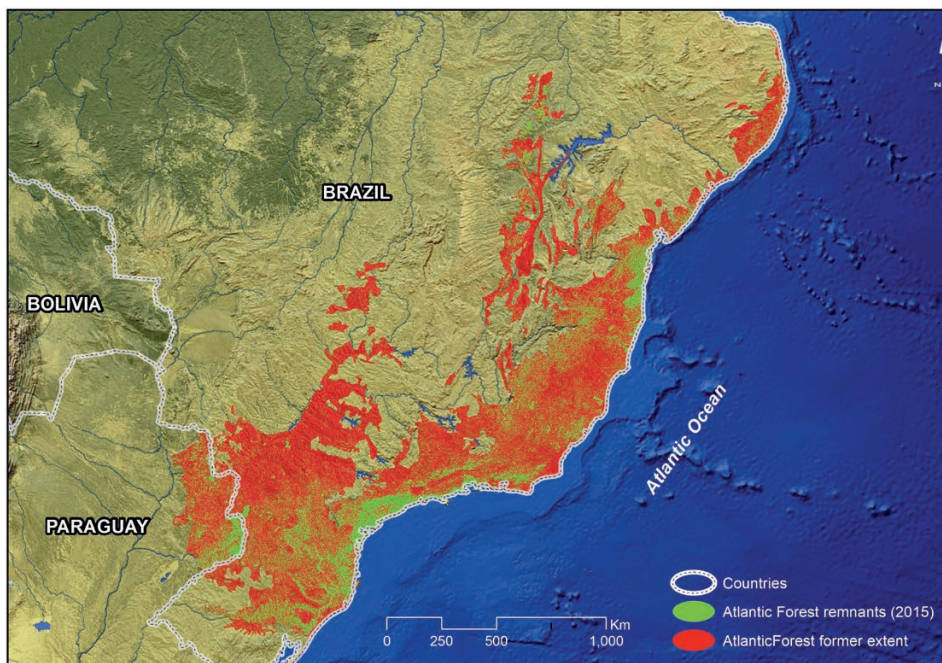 BRAZIL
BOLIVIA
PARAGUAY
Atlantic Ocean
Countries
Atlantic Forest remnants (2015)
AtlanticForest former extent
Km
0 250 500 1,000